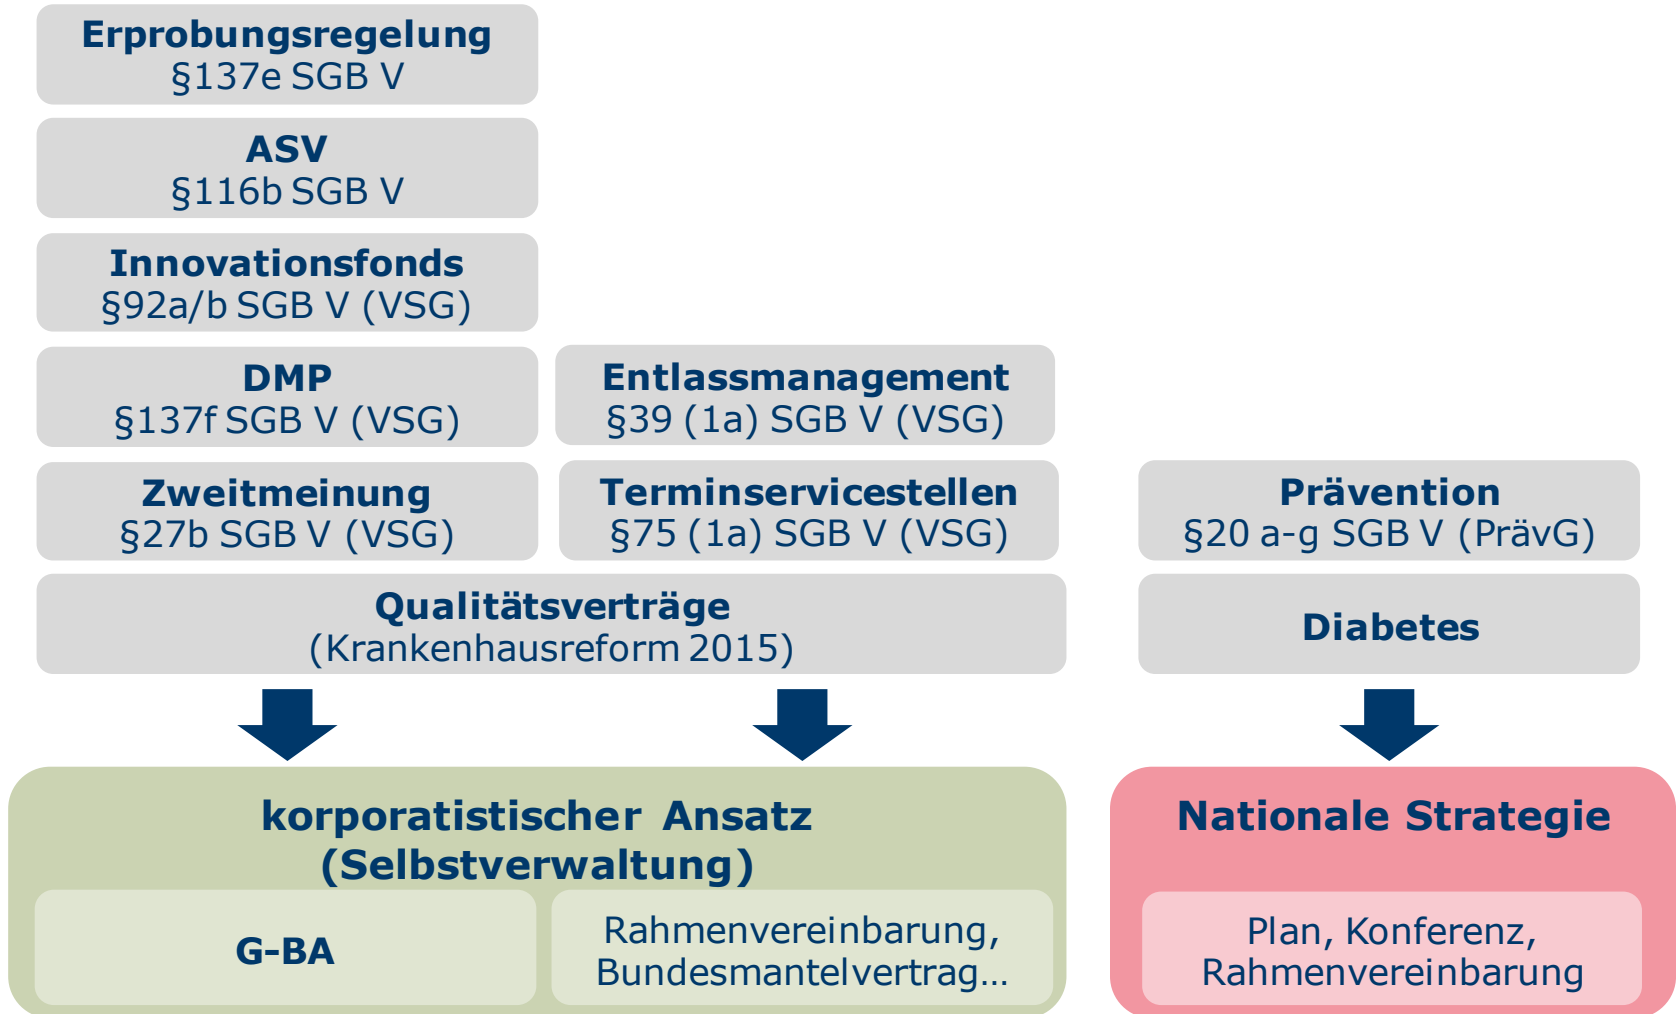 Erprobungsregelung
§137e SGB V
ASV
§116b SGB V
Innovationsfonds
§92a/b SGB V (VSG)
DMP
§137f SGB V (VSG)
Entlassmanagement
§39 (1a) SGB V (VSG)
Zweitmeinung
§27b SGB V (VSG)
Terminservicestellen
§75 (1a) SGB V (VSG)
Prävention
§20 a-g SGB V (PrävG)
Qualitätsverträge
(Krankenhausreform 2015)
Diabetes
korporatistischer Ansatz
(Selbstverwaltung)
G-BA
Rahmenvereinbarung,
Bundesmantelvertrag...
Nationale Strategie
Plan, Konferenz,
Rahmenvereinbarung